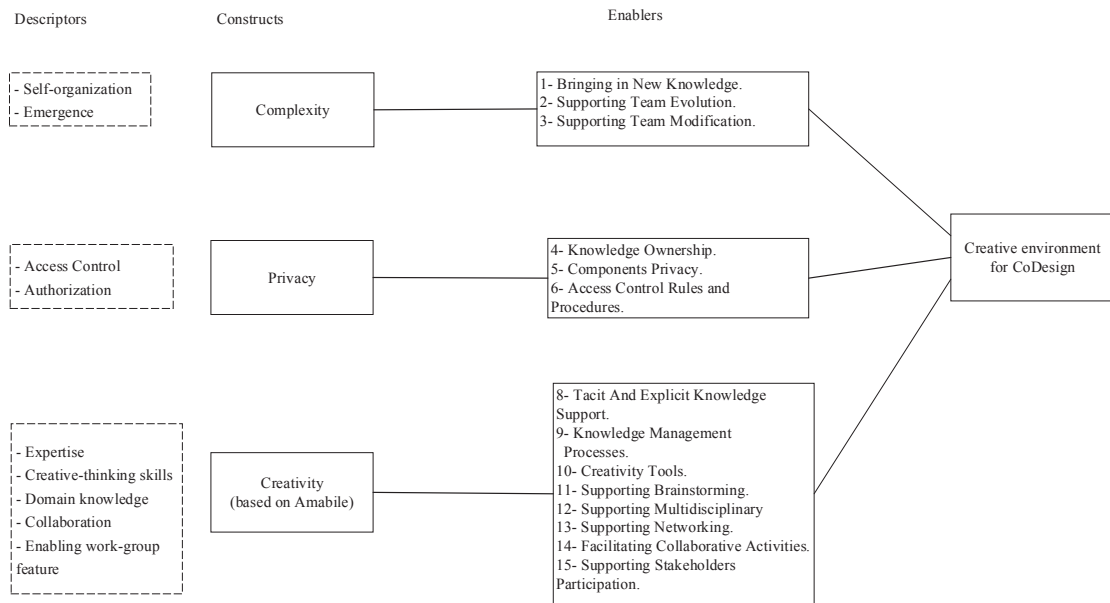 Descriptors
Constructs
Enablers
- Self-organization
- Emergence
Complexity
1- Bringing in New Knowledge.
2- Supporting Team Evolution.
3- Supporting Team Modification.
- Access Control
- Authorization
Privacy
4- Knowledge Ownership.
5- Components Privacy.
6- Access Control Rules and
Procedures.
Creative environment
for CoDesign
- Expertise
- Creative-thinking skills
- Domain knowledge
- Collaboration
- Enabling work-group
feature
Creativity
(based on Amabile)
8- Tacit And Explicit Knowledge
Support.
9- Knowledge Management
Processes.
10- Creativity Tools.
11- Supporting Brainstorming.
12- Supporting Multidisciplinary
13- Supporting Networking.
14- Facilitating Collaborative Activities.
15- Supporting Stakeholders
Participation.